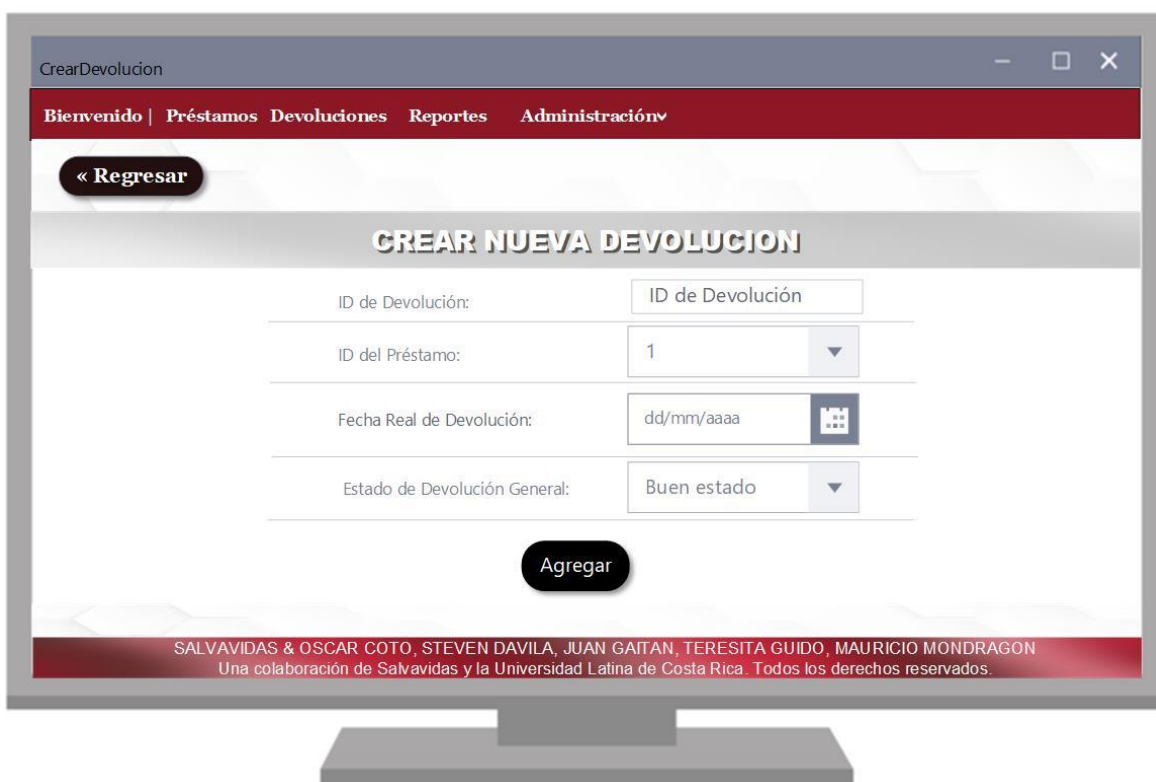 CrearDevolucion
Bienvenido | Préstamos Devoluciones Reportes Administración
« Regresar
CREAR NUEVA DEVOLUCION
ID de Devolución: ID de Devolución
ID del Préstamo: 1
Fecha Real de Devolución: dd/mm/aaaa
Estado de Devolución General: Buen estado
Agregar
SALVAVIDAS & OSCAR COTO, STEVEN DAVILA, JUAN GAITAN, TERESITA GUIDO, MAURICIO MONDRAGON
Una colaboración de Salvavidas y la Universidad Latina de Costa Rica. Todos los derechos reservados.